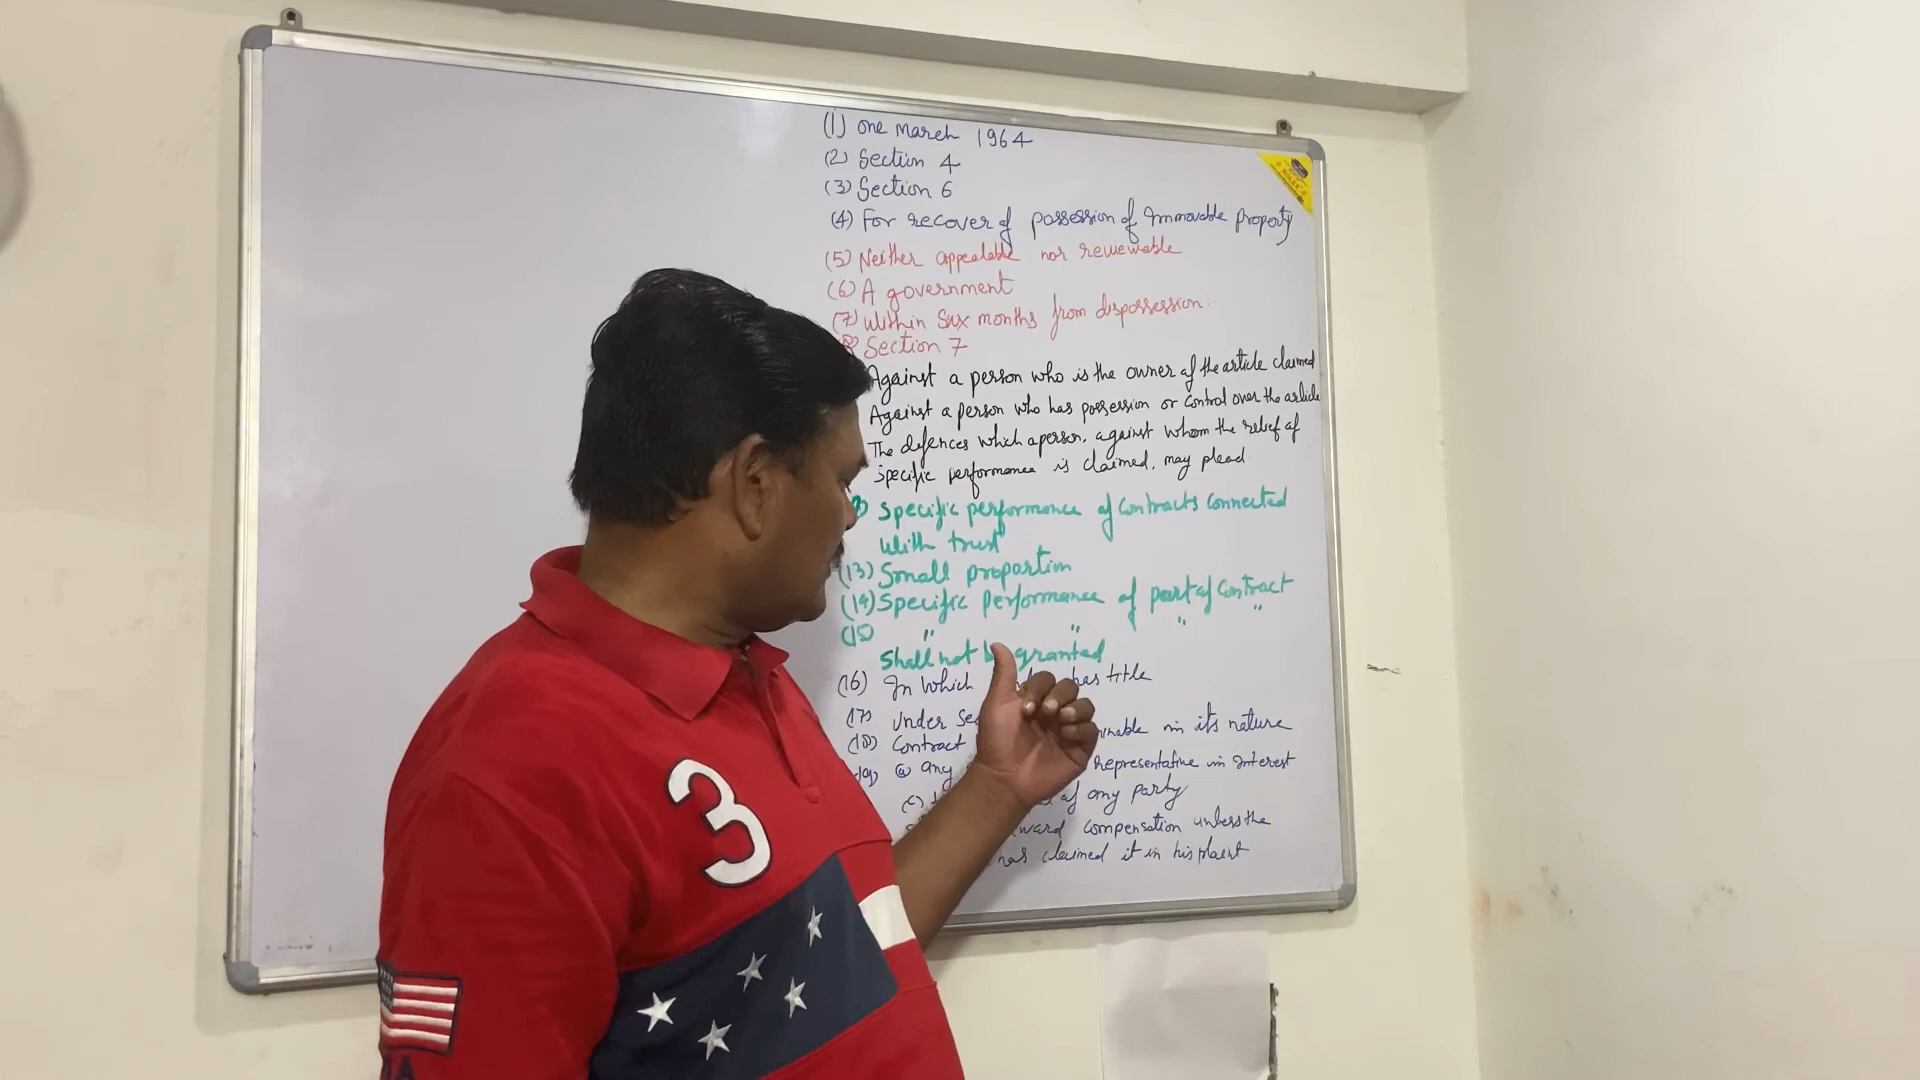 (1) one march 1964
(2) Section 4
(3) Section 6
(4) For recover of possession of Immovable property
(5) Neither appealable nor reviewable
(6) A government
(7) Within Six months from dispossession.
Section 7
Against a person who is the owner of the article claimed
Against a person who has possession or control over the article
The defences which a person, against whom the relief of
specific performance is claimed, may plead
Specific performance of contracts connected
with trust
(13) Small proportion
(14) Specific performance of part of contract
(15) " " " "
Shall not be granted
(16) In which has title
(17) Under
(18) Contract in its nature
(19) (a) any representative in interest
(c) of any party
compensation unless the
has claimed it in his plaint
3